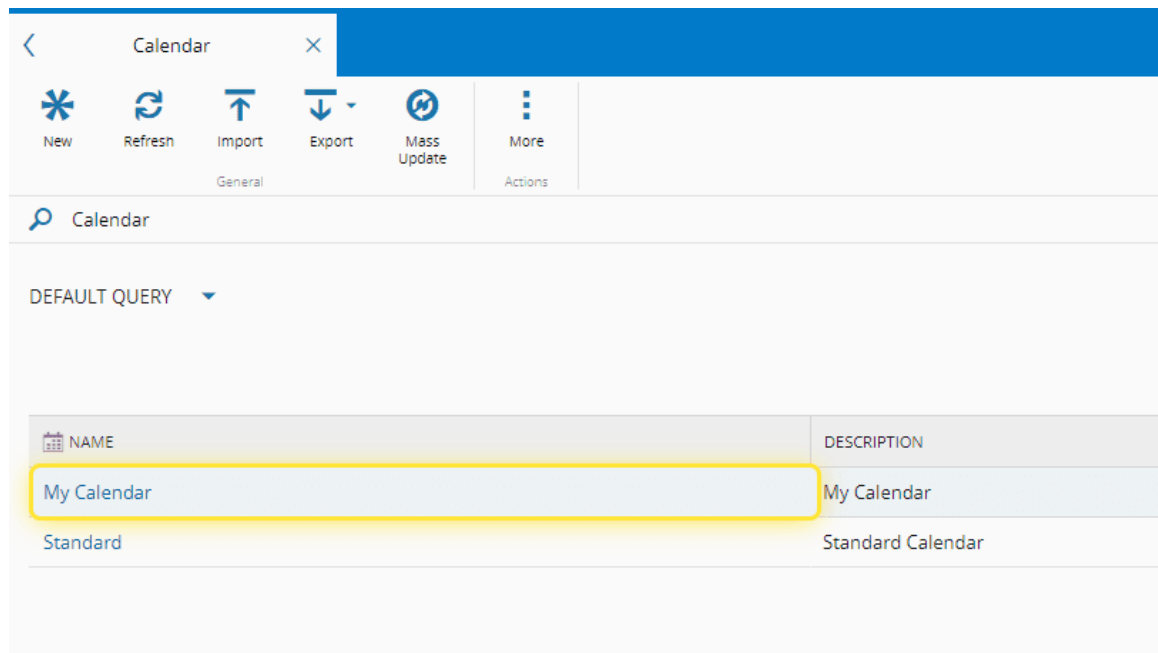 Calendar
New Refresh Import Export Mass Update More
General Actions
Calendar
DEFAULT QUERY
NAME DESCRIPTION
My Calendar My Calendar
Standard Standard Calendar